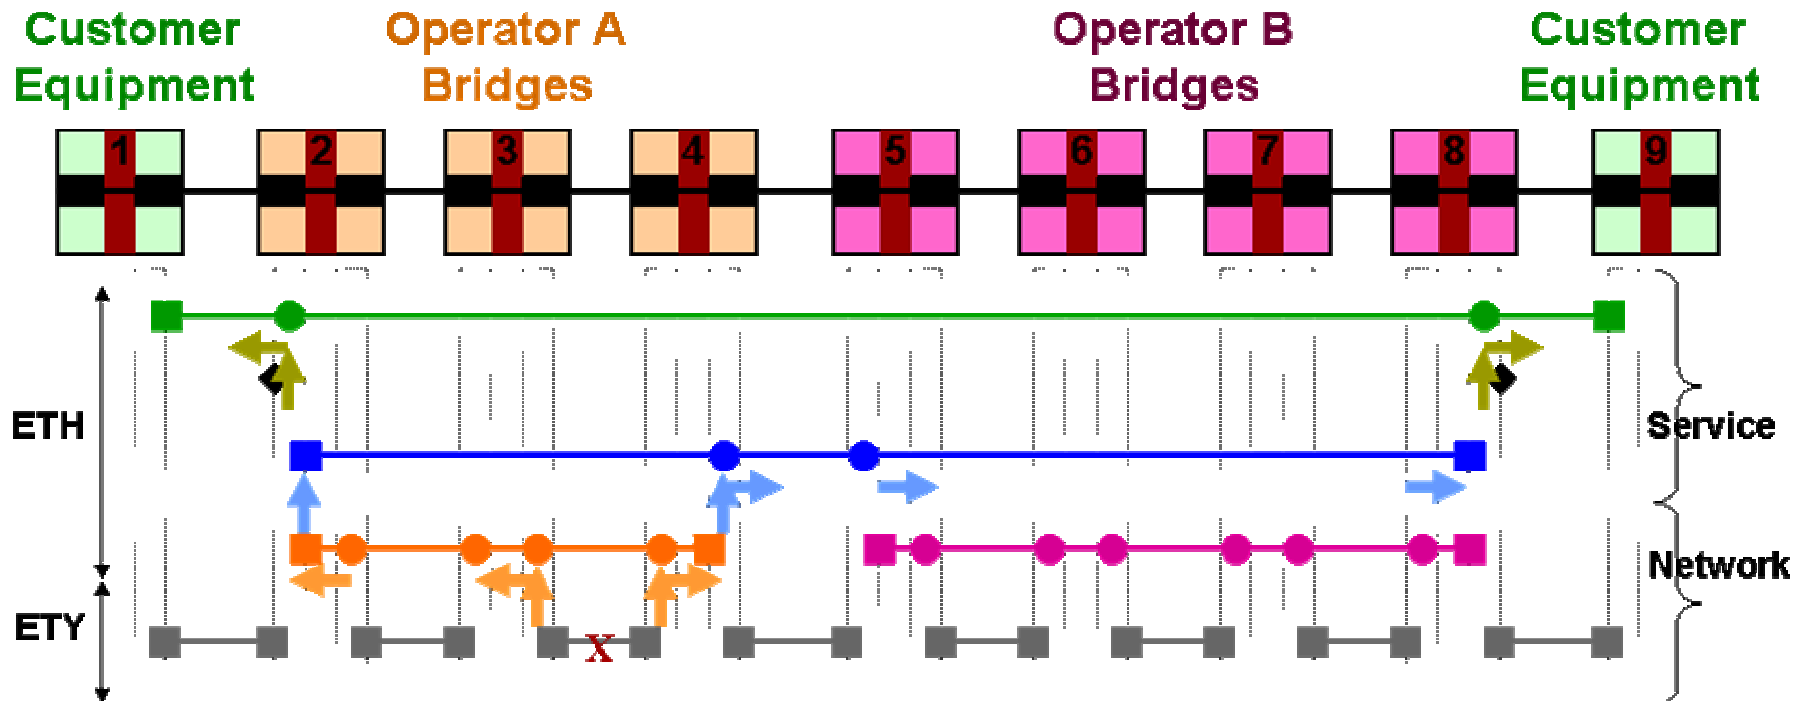 Customer
Equipment
Operator A
Bridges
Operator B
Bridges
Customer
Equipment
1
2
3
4
5
6
7
8
9
ETH
Service
Network
ETY
X